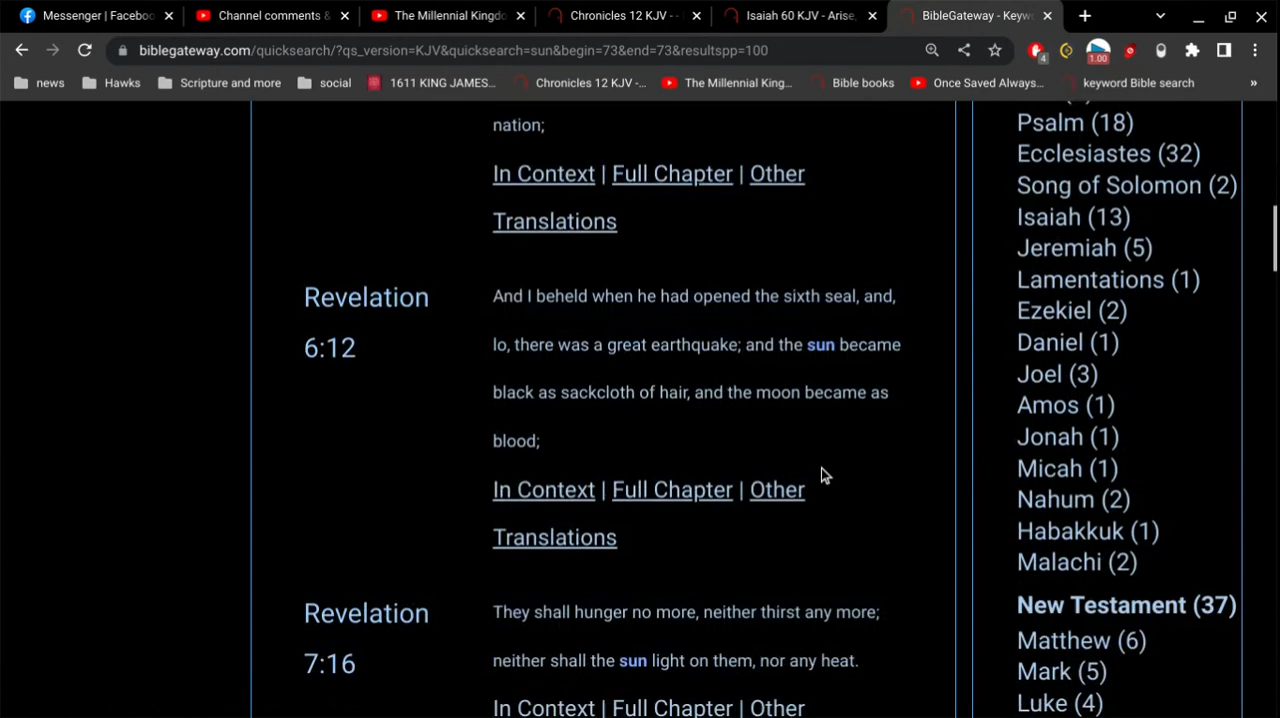 Messenger | Faceboo
Channel comments &
The Millennial Kingdo
Chronicles 12 KJV - -
Isaiah 60 KJV - Arise,
BibleGateway - Keyw
biblegateway.com/quicksearch/?qs_version=KJV&quicksearch=sun&begin=73&end=73&resultspp=100
4
1.00
news
Hawks
Scripture and more
social
1611 KING JAMES...
Chronicles 12 KJV -...
The Millennial King...
Bible books
Once Saved Always...
keyword Bible search
»
nation;
In Context | Full Chapter | Other
Translations
Revelation
6:12
And I beheld when he had opened the sixth seal, and,
lo, there was a great earthquake; and the sun became
black as sackcloth of hair, and the moon became as
blood;
In Context | Full Chapter | Other
Translations
Revelation
7:16
They shall hunger no more, neither thirst any more;
neither shall the sun light on them, nor any heat.
In Context | Full Chapter | Other
Psalm (18)
Ecclesiastes (32)
Song of Solomon (2)
Isaiah (13)
Jeremiah (5)
Lamentations (1)
Ezekiel (2)
Daniel (1)
Joel (3)
Amos (1)
Jonah (1)
Micah (1)
Nahum (2)
Habakkuk (1)
Malachi (2)
New Testament (37)
Matthew (6)
Mark (5)
Luke (4)